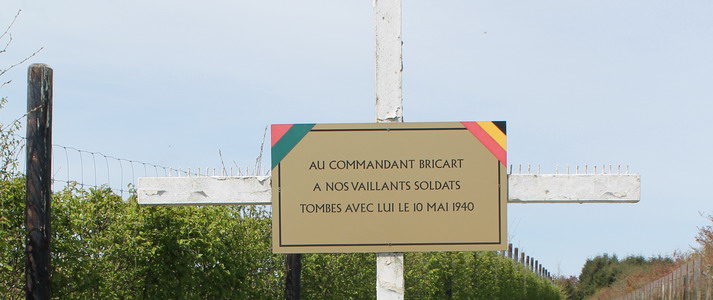 AU COMMANDANT BRICART
A NOS VAILLANTS SOLDATS
TOMBES AVEC LUI LE 10 MAI 1940